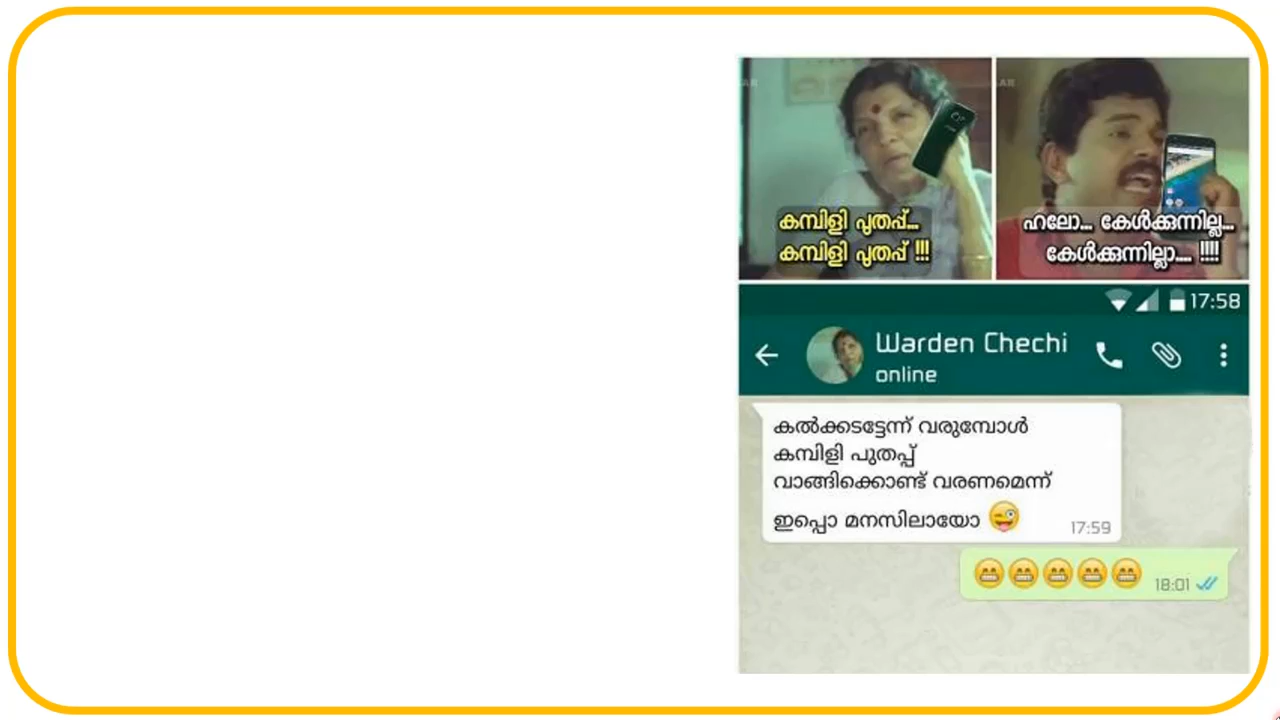 കമ്പിളി പുതപ്പ്...
കമ്പിളി പുതപ്പ് !!!
ഹലോ... കേൾക്കുന്നില്ല...
കേൾക്കുന്നില്ലാ.... !!!!
17:58
Warden Chechi
online
കൽക്കടട്ടേന്ന് വരുമ്പോൾ
കമ്പിളി പുതപ്പ്
വാങ്ങിക്കൊണ്ട് വരണമെന്ന്
ഇപ്പൊ മനസിലായോ 😜
17:59
😁😁😁😁😁 18:01